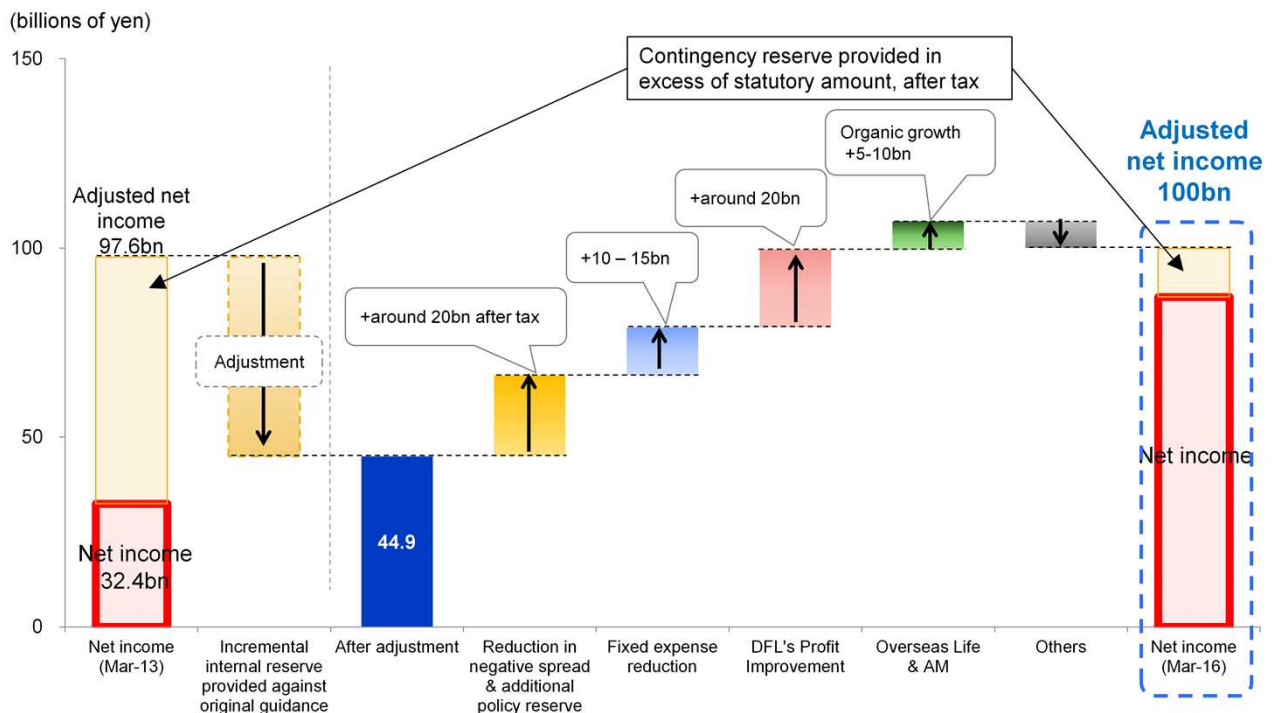 (billions of yen)
150
100
50
0
Contingency reserve provided in
excess of statutory amount, after tax
Adjusted net
income
97.6bn
Net income
32.4bn
Adjustment
44.9
+around 20bn after tax
+10 – 15bn
+around 20bn
Organic growth
+5-10bn
Adjusted
net income
100bn
Net income
Net income
(Mar-13)
Incremental
internal reserve
provided against
original guidance
After adjustment
Reduction in
negative spread
& additional
policy reserve
Fixed expense
reduction
DFL's Profit
Improvement
Overseas Life
& AM
Others
Net income
(Mar-16)